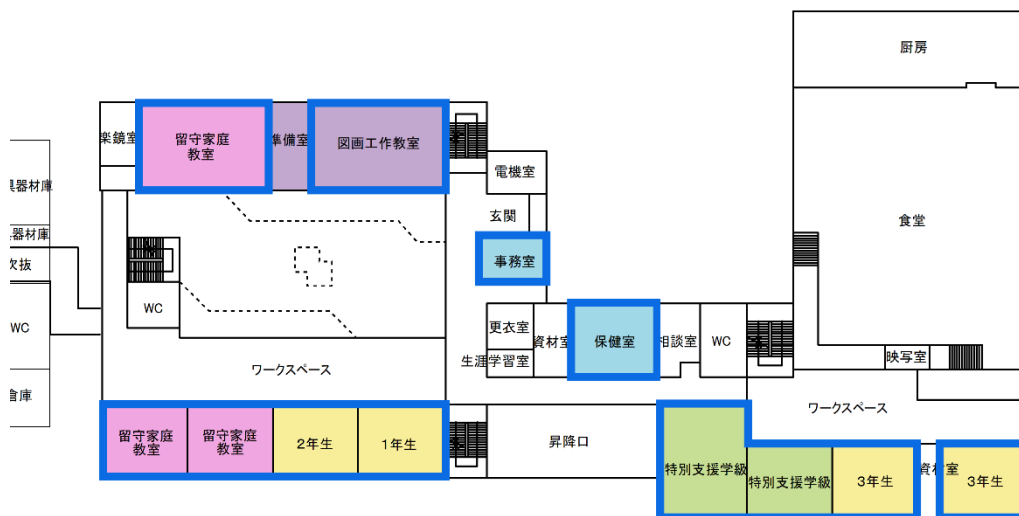 厨房
楽鏡室
留守家庭
教室
準備室
図画工作教室
電機室
器材庫
玄関
食堂
器材庫
吹抜
事務室
WC
WC
更衣室
資材室
保健室
相談室
WC
生涯学習室
映写室
ワークスペース
倉庫
ワークスペース
留守家庭
教室
留守家庭
教室
2年生
1年生
昇降口
特別支援学級
特別支援学級
3年生
資材室
3年生